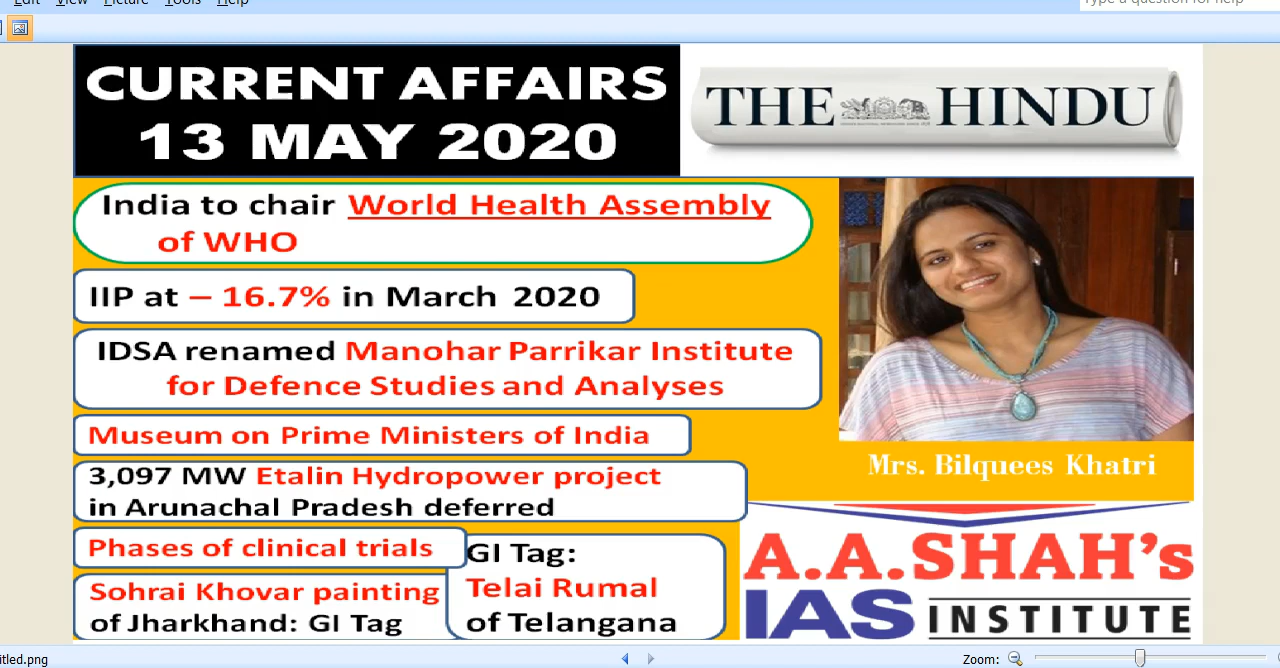 Edit View Picture Tools Help
Type a question for help
CURRENT AFFAIRS
13 MAY 2020
THE HINDU
India to chair World Health Assembly
of WHO
IIP at – 16.7% in March 2020
IDSA renamed Manohar Parrikar Institute
for Defence Studies and Analyses
Museum on Prime Ministers of India
3,097 MW Etalin Hydropower project
in Arunachal Pradesh deferred
Phases of clinical trials
Sohrai Khovar painting
of Jharkhand: GI Tag
GI Tag:
Telai Rumal
of Telangana
Mrs. Bilquees Khatri
A.A.SHAH's
IAS INSTITUTE
itled.png
Zoom: